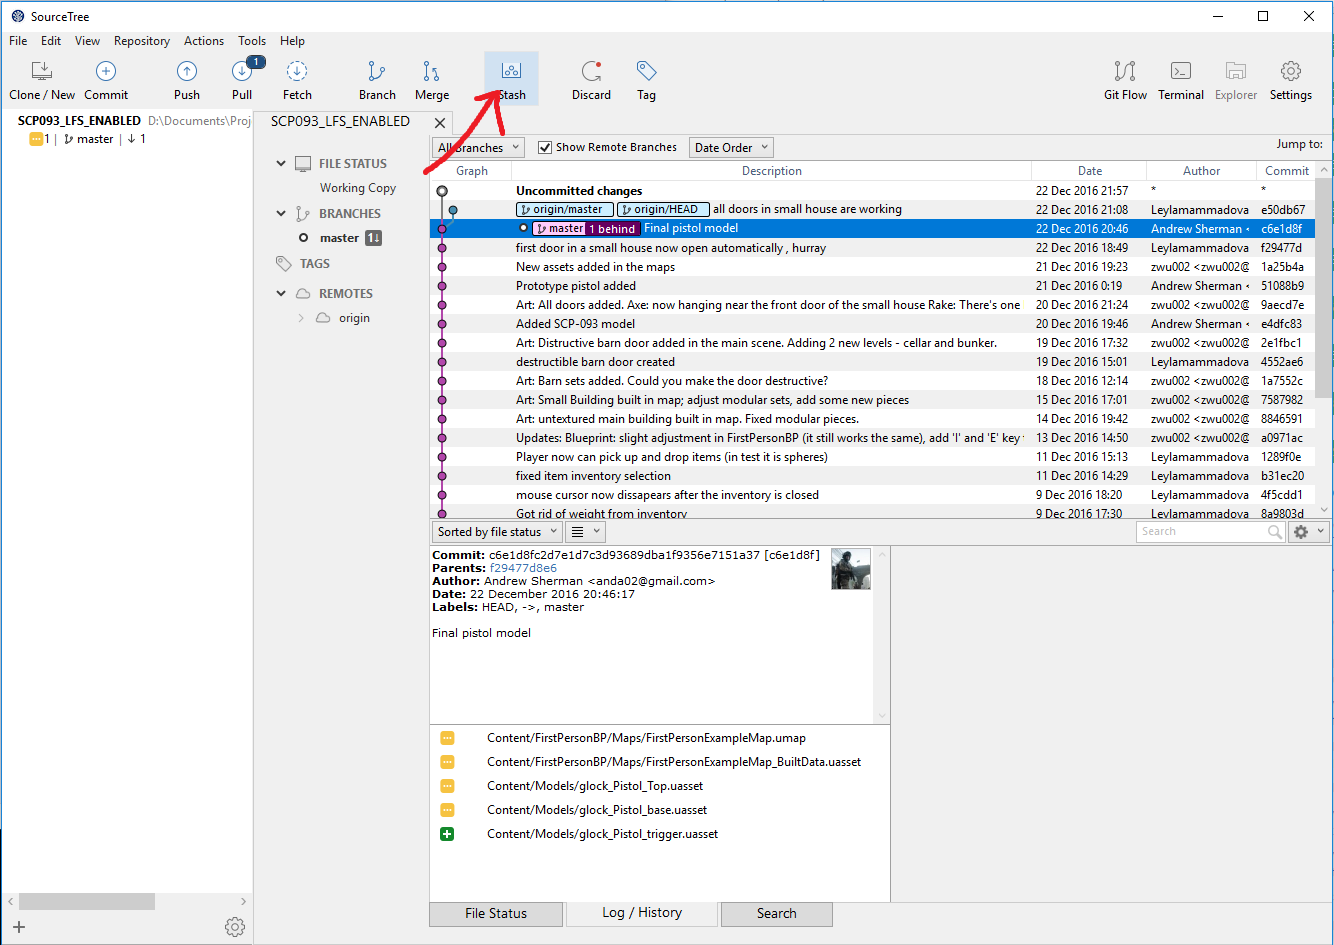 SourceTree
File Edit View Repository Actions Tools Help
1
Clone / New Commit Push Pull Fetch Branch Merge Stash Discard Tag Git Flow Terminal Explorer Settings
SCP093_LFS_ENABLED D:\Documents\Proj
1 master 1
SCP093_LFS_ENABLED
All Branches Show Remote Branches Date Order Jump to:
FILE STATUS
Working Copy
BRANCHES
master 1
TAGS
REMOTES
origin
Graph Description Date Author Commit
Uncommitted changes 22 Dec 2016 21:57 * *
origin/master origin/HEAD all doors in small house are working 22 Dec 2016 21:08 Leylamammadova e50db67
master 1 behind Final pistol model 22 Dec 2016 20:46 Andrew Sherman < c6e1d8f
first door in a small house now open automatically , hurray 22 Dec 2016 18:49 Leylamammadova f29477d
New assets added in the maps 21 Dec 2016 19:23 zwu002 <zwu002@ 1a25b4a
Prototype pistol added 21 Dec 2016 0:19 Andrew Sherman < 51088b9
Art: All doors added. Axe: now hanging near the front door of the small house Rake: There's one 20 Dec 2016 21:24 zwu002 <zwu002@ 9aecd7e
Added SCP-093 model 20 Dec 2016 19:46 Andrew Sherman < e4dfc83
Art: Distructive barn door added in the main scene. Adding 2 new levels - cellar and bunker. 19 Dec 2016 17:32 zwu002 <zwu002@ 2e1fbc1
destructible barn door created 19 Dec 2016 15:01 Leylamammadova 4552ae6
Art: Barn sets added. Could you make the door destructive? 18 Dec 2016 12:14 zwu002 <zwu002@ 1a7552c
Art: Small Building built in map; adjust modular sets, add some new pieces 15 Dec 2016 17:01 zwu002 <zwu002@ 7587982
Art: untextured main building built in map. Fixed modular pieces. 14 Dec 2016 19:42 zwu002 <zwu002@ 8846591
Updates: Blueprint: slight adjustment in FirstPersonBP (it still works the same), add 'I' and 'E' key 13 Dec 2016 14:50 zwu002 <zwu002@ a0971ac
Player now can pick up and drop items (in test it is spheres) 11 Dec 2016 15:13 Leylamammadova 1289f0e
fixed item inventory selection 11 Dec 2016 14:29 Leylamammadova b31ec20
mouse cursor now dissapears after the inventory is closed 9 Dec 2016 18:20 Leylamammadova 4f5cdd1
Got rid of weight from inventory 9 Dec 2016 17:30 Leylamammadova 8a9803d
Sorted by file status Search
Commit: c6e1d8fc2d7e1d7c3d93689dba1f9356e7151a37 [c6e1d8f]
Parents: f29477d8e6
Author: Andrew Sherman <anda02@gmail.com>
Date: 22 December 2016 20:46:17
Labels: HEAD, ->, master
Final pistol model
Content/FirstPersonBP/Maps/FirstPersonExampleMap.umap
Content/FirstPersonBP/Maps/FirstPersonExampleMap_BuiltData.uasset
Content/Models/glock_Pistol_Top.uasset
Content/Models/glock_Pistol_base.uasset
Content/Models/glock_Pistol_trigger.uasset
File Status Log / History Search